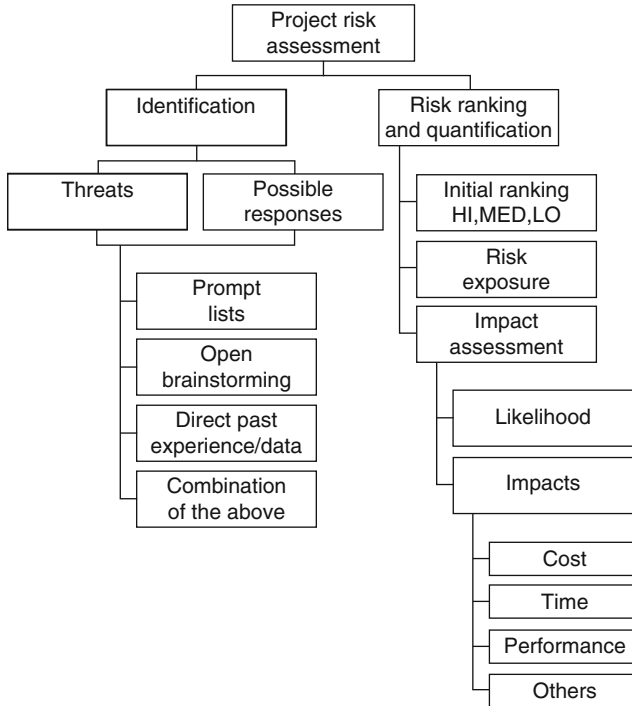 Project risk
assessment
Identification
Risk ranking
and quantification
Threats
Possible
responses
Initial ranking
HI,MED,LO
Risk
exposure
Prompt
lists
Impact
assessment
Open
brainstorming
Likelihood
Direct past
experience/data
Impacts
Combination
of the above
Cost
Time
Performance
Others